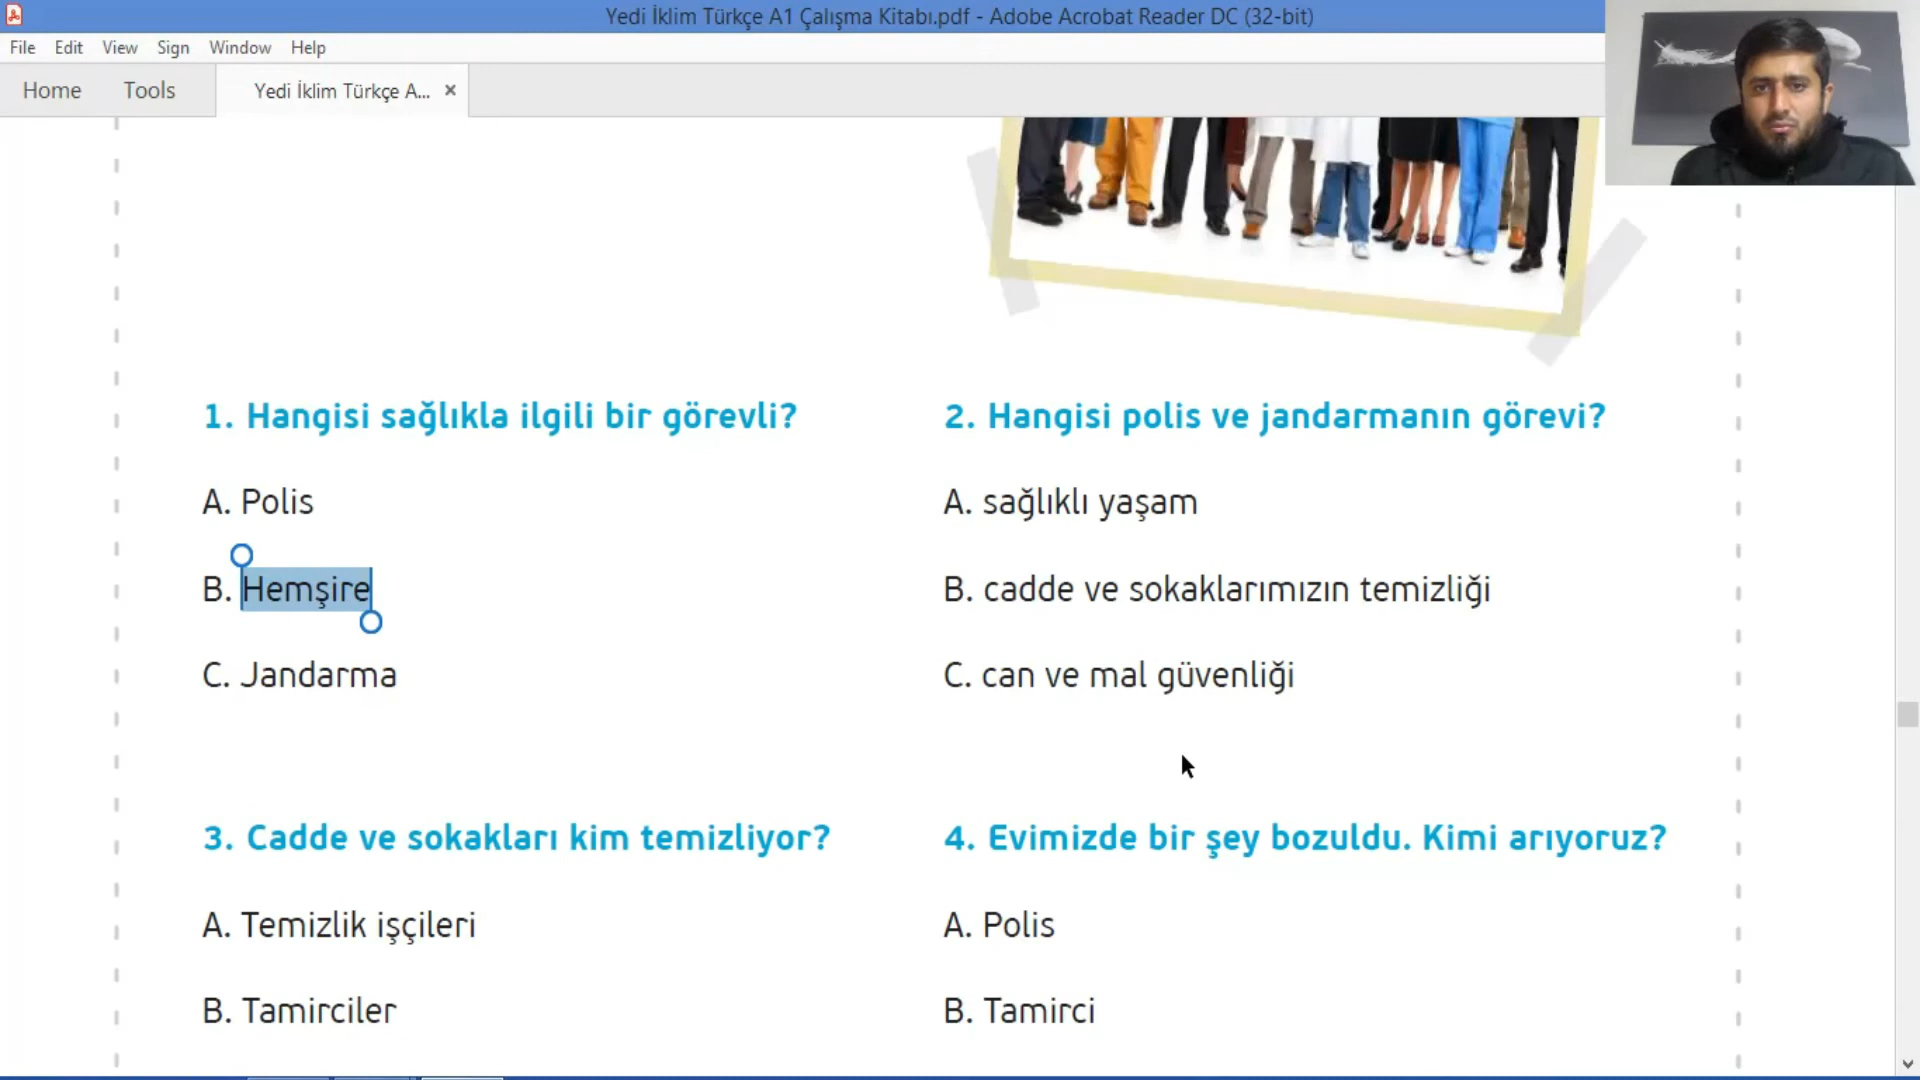 Yedi İklim Türkçe A1 Çalışma Kitabı.pdf - Adobe Acrobat Reader DC (32-bit)
File Edit View Sign Window Help
Home Tools Yedi İklim Türkçe A... ×
1. Hangisi sağlıkla ilgili bir görevli?
A. Polis
B. Hemşire
C. Jandarma
2. Hangisi polis ve jandarmanın görevi?
A. sağlıklı yaşam
B. cadde ve sokaklarımızın temizliği
C. can ve mal güvenliği
3. Cadde ve sokakları kim temizliyor?
A. Temizlik işçileri
B. Tamirciler
4. Evimizde bir şey bozuldu. Kimi arıyoruz?
A. Polis
B. Tamirci